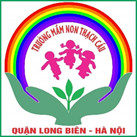 TRƯỜNG MẦM NON THẠCH CẦU
QUẬN LONG BIÊN - HÀ NỘI